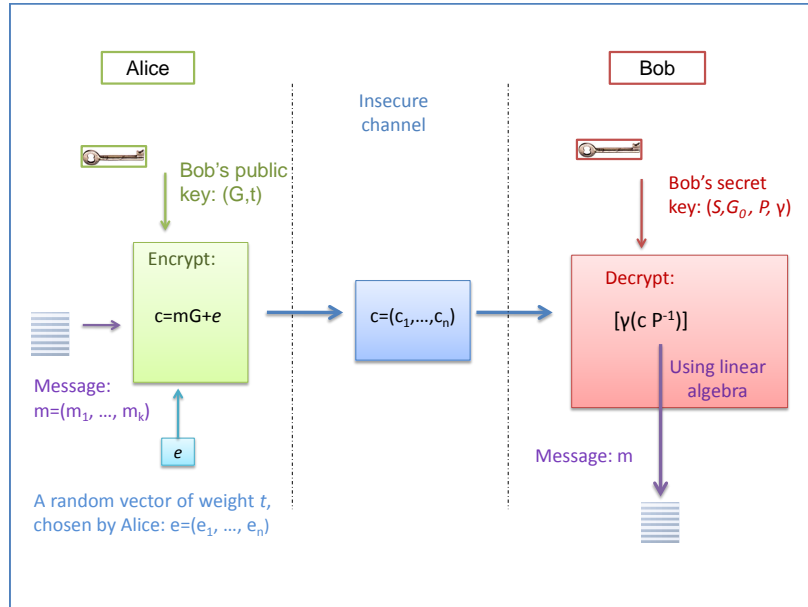 Alice
Bob
Insecure
channel
Bob's public
key: (G,t)
Bob's secret
key: (S,G₀, P, γ)
Encrypt:
c=mG+e
c=(c₁,…,cₙ)
Decrypt:
[γ(c P⁻¹)]
Using linear
algebra
Message:
m=(m₁, …, mₖ)
e
Message: m
A random vector of weight t,
chosen by Alice: e=(e₁, …, eₙ)